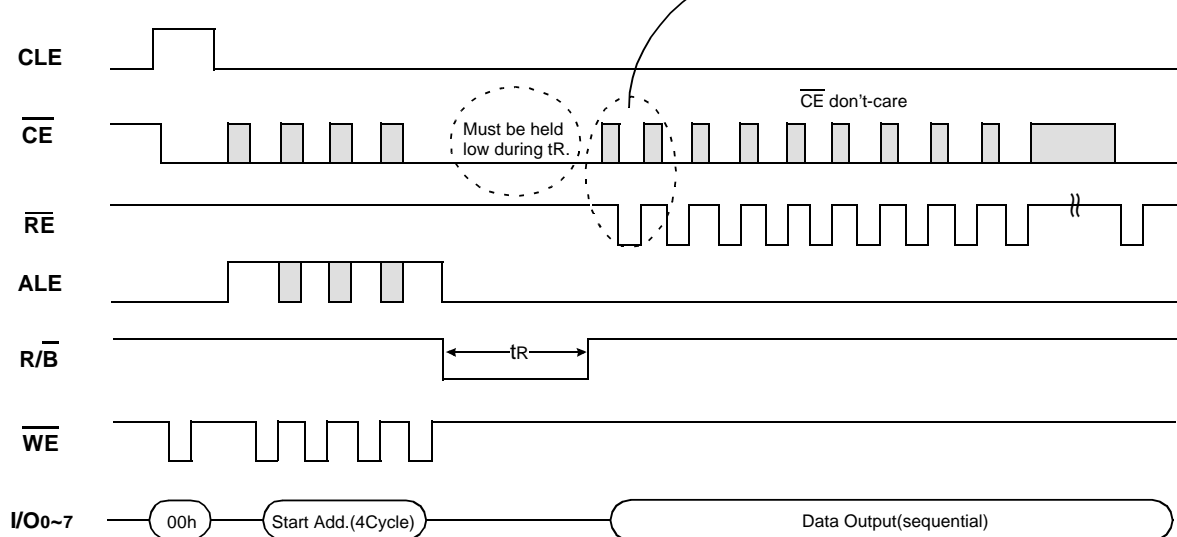 CLE
CE don't-care
CE
Must be held
low during tR.
RE
ALE
R/B
tR
WE
I/O0~7
00h
Start Add.(4Cycle)
Data Output(sequential)